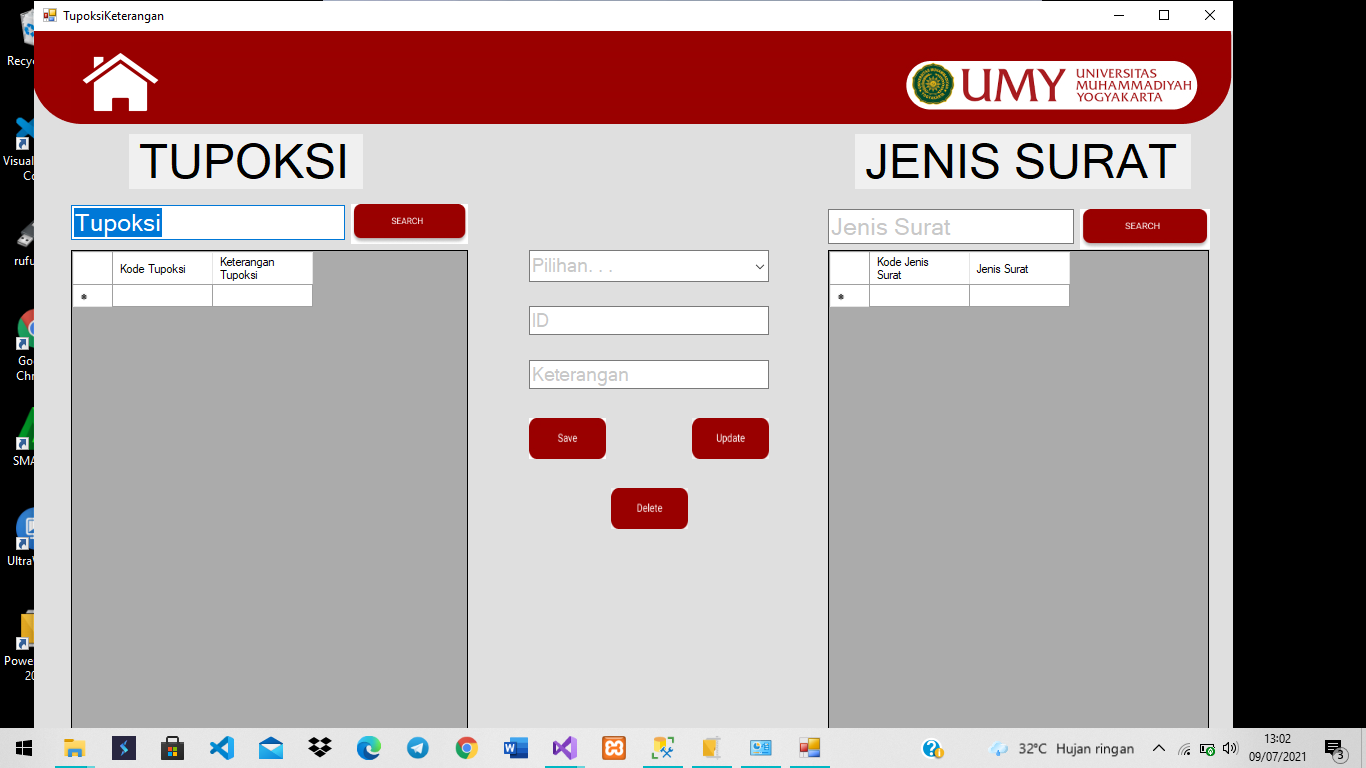 TupoksiKeterangan
UMY
UNIVERSITAS
MUHAMMADIYAH
YOGYAKARTA
TUPOKSI
JENIS SURAT
Tupoksi
SEARCH
Jenis Surat
SEARCH
Kode Tupoksi
Keterangan
Tupoksi
Pilihan. . .
ID
Keterangan
Save
Update
Delete
Kode Jenis
Surat
Jenis Surat
Recy
Visual
Co
rufu
Go
Chr
SMA
Ultra
Powe
20
32°C Hujan ringan
13:02
09/07/2021
3